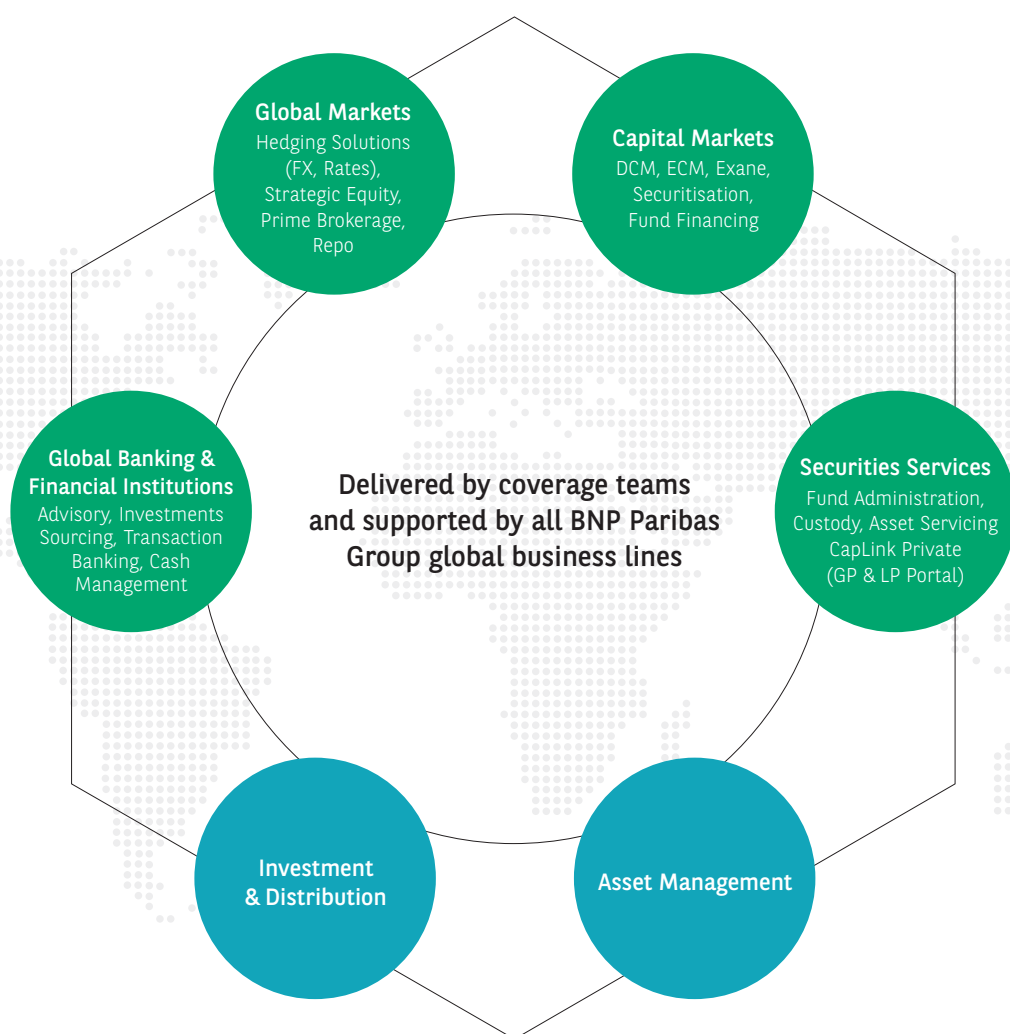 Global Markets
Hedging Solutions
(FX, Rates),
Strategic Equity,
Prime Brokerage,
Repo
Capital Markets
DCM, ECM, Exane,
Securitisation,
Fund Financing
Global Banking &
Financial Institutions
Advisory, Investments
Sourcing, Transaction
Banking, Cash
Management
Delivered by coverage teams
and supported by all BNP Paribas
Group global business lines
Securities Services
Fund Administration,
Custody, Asset Servicing
CapLink Private
(GP & LP Portal)
Investment
& Distribution
Asset Management